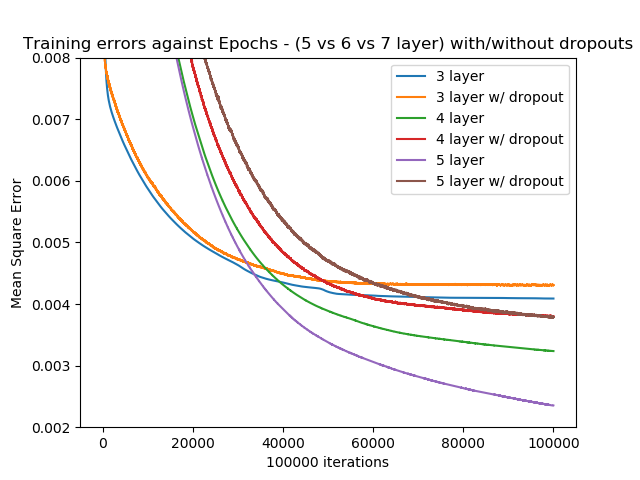 Training errors against Epochs - (5 vs 6 vs 7 layer) with/without dropouts
0.008
0.007
0.006
0.005
0.004
0.003
0.002
Mean Square Error
3 layer
3 layer w/ dropout
4 layer
4 layer w/ dropout
5 layer
5 layer w/ dropout
0 20000 40000 60000 80000 100000
100000 iterations